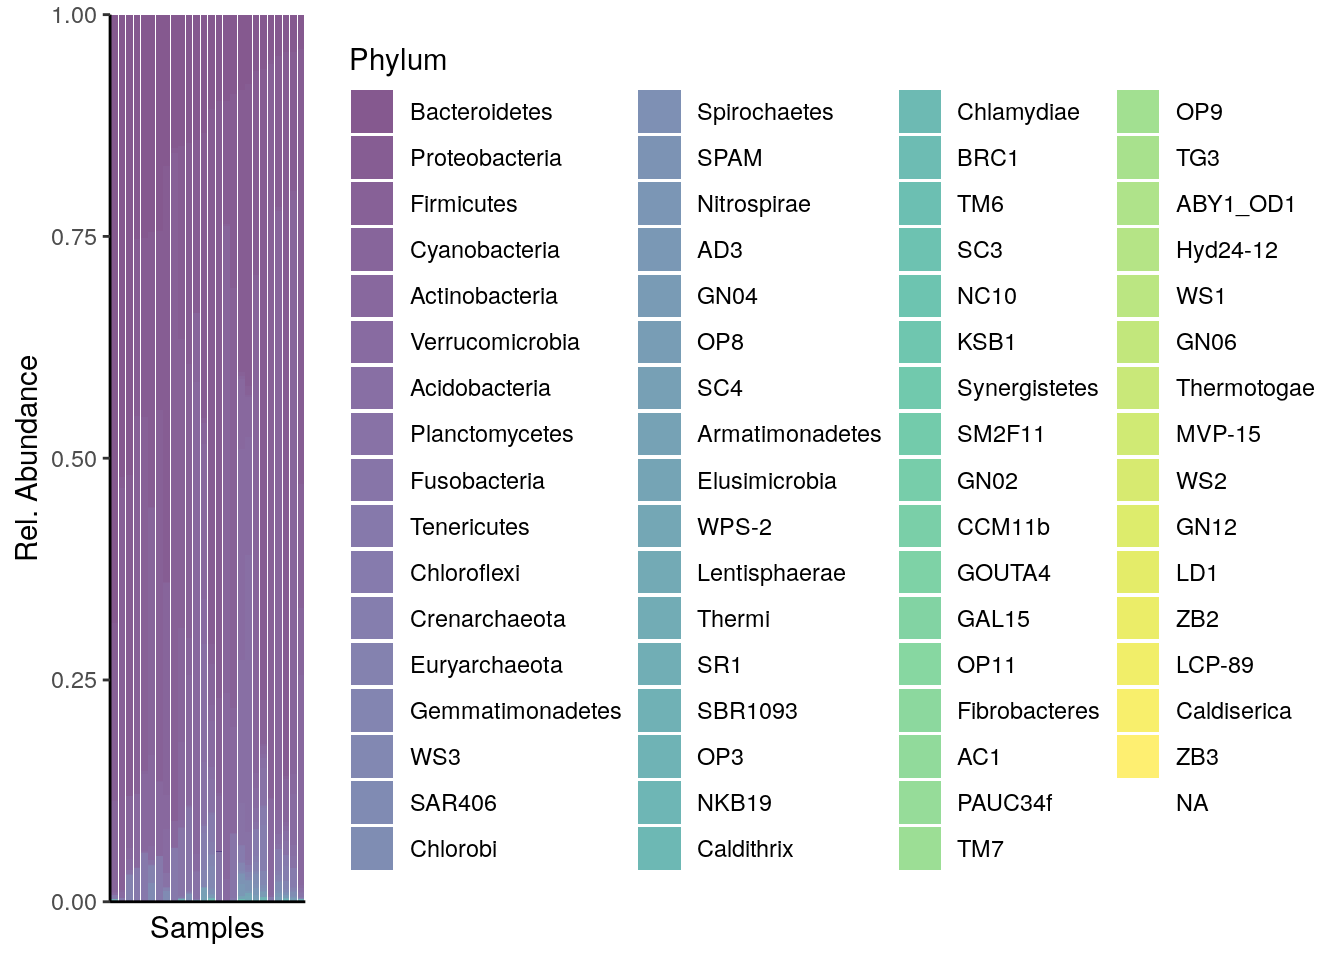 1.00
0.75
0.50
0.25
0.00
Rel. Abundance
Samples
Phylum
Bacteroidetes
Proteobacteria
Firmicutes
Cyanobacteria
Actinobacteria
Verrucomicrobia
Acidobacteria
Planctomycetes
Fusobacteria
Tenericutes
Chloroflexi
Crenarchaeota
Euryarchaeota
Gemmatimonadetes
WS3
SAR406
Chlorobi
Spirochaetes
SPAM
Nitrospirae
AD3
GN04
OP8
SC4
Armatimonadetes
Elusimicrobia
WPS-2
Lentisphaerae
Thermi
SR1
SBR1093
OP3
NKB19
Caldithrix
Chlamydiae
BRC1
TM6
SC3
NC10
KSB1
Synergistetes
SM2F11
GN02
CCM11b
GOUTA4
GAL15
OP11
Fibrobacteres
AC1
PAUC34f
TM7
OP9
TG3
ABY1_OD1
Hyd24-12
WS1
GN06
Thermotogae
MVP-15
WS2
GN12
LD1
ZB2
LCP-89
Caldiserica
ZB3
NA